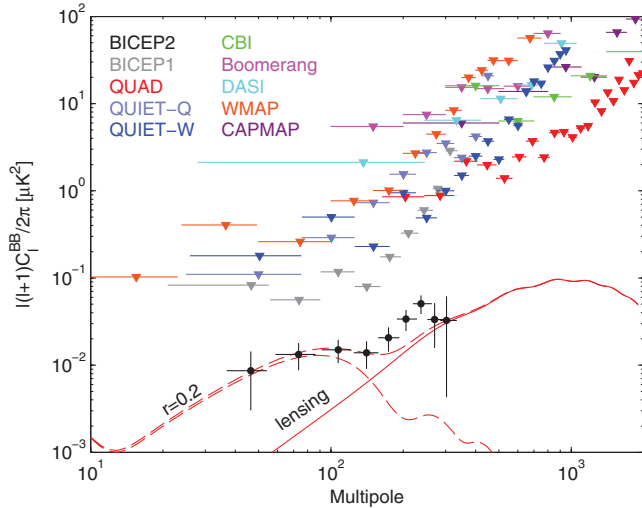 BICEP2 CBI
BICEP1 Boomerang
QUAD DASI
QUIET−Q WMAP
QUIET−W CAPMAP
l(l+1)C_l^BB/2π [μK²]
10²
10¹
10⁰
10⁻¹
10⁻²
10⁻³
r=0.2
lensing
10¹ 10² 10³
Multipole